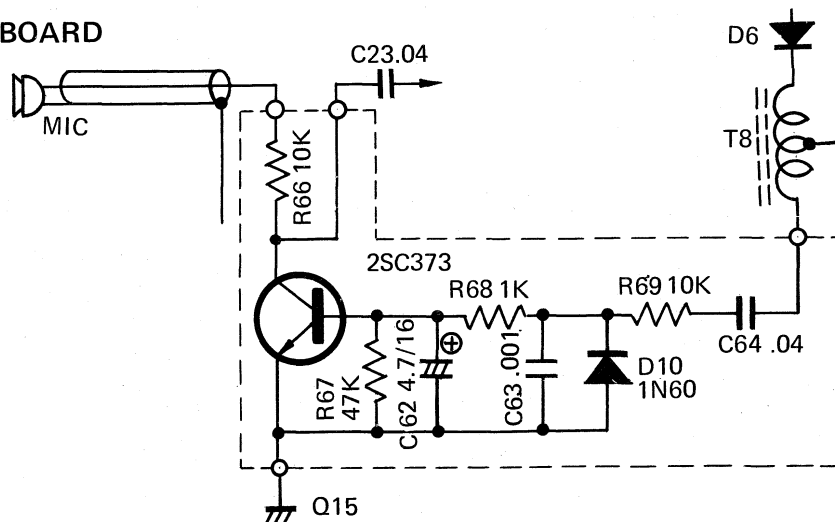 BOARD
D6
C23.04
MIC
R66 10K
T8
2SC373
R68 1K
R69 10K
C64 .04
R67
47K
C62 4.7/16
C63 .001
D10
1N60
Q15